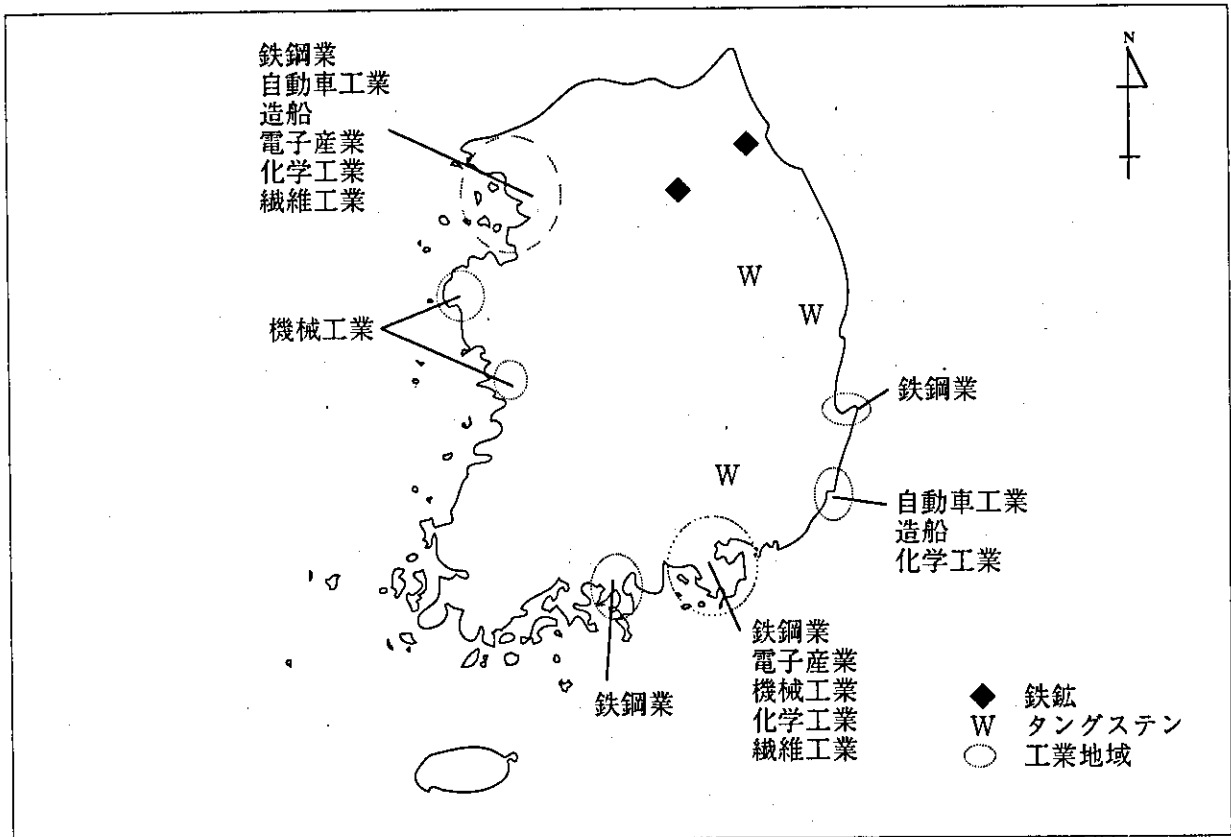 鉄鋼業
自動車工業
造船
電子産業
化学工業
繊維工業
N
W
W
機械工業
鉄鋼業
W
自動車工業
造船
化学工業
鉄鋼業
電子産業
機械工業
化学工業
繊維工業
鉄鋼業
鉄鉱
W タングステン
工業地域